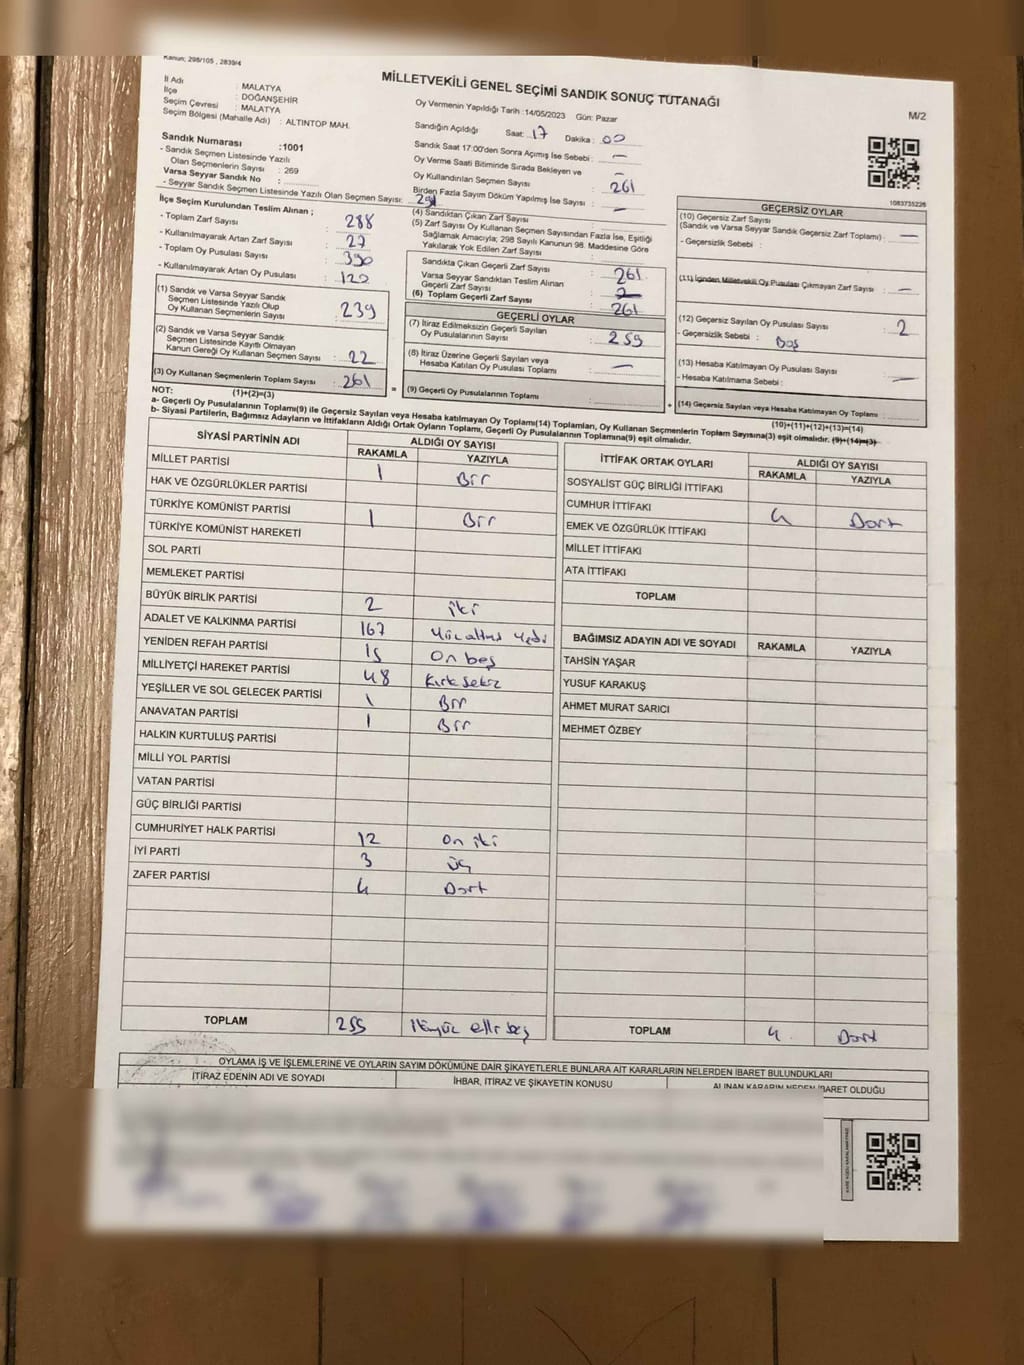 Kanun; 298/105 , 2839/4
MİLLETVEKİLİ GENEL SEÇİMİ SANDIK SONUÇ TUTANAĞI
M/2
İl Adı : MALATYA
İlçe : DOĞANŞEHİR
Seçim Çevresi : MALATYA
Seçim Bölgesi (Mahalle Adı) : ALTINTOP MAH.
Sandık Numarası :1001
- Sandık Seçmen Listesinde Yazılı
Olan Seçmenlerin Sayısı : 269
Varsa Seyyar Sandık No :
- Seyyar Sandık Seçmen Listesinde Yazılı Olan Seçmen Sayısı:
Oy Vermenin Yapıldığı Tarih :14/05/2023 Gün: Pazar
Sandığın Açıldığı Saat: 17 Dakika : 00
Sandık Saat 17:00'den Sonra Açımış İse Sebebi : —
Oy Verme Saati Bitiminde Sırada Bekleyen ve
Oy Kullandırılan Seçmen Sayısı : —
Birden Fazla Sayım Döküm Yapılmış İse Sayısı : 261
1083735226
İlçe Seçim Kurulundan Teslim Alınan ;
- Toplam Zarf Sayısı : 288
- Kullanılmayarak Artan Zarf Sayısı : 27
- Toplam Oy Pusulası Sayısı : 390
- Kullanılmayarak Artan Oy Pusulası : 120
(1) Sandık ve Varsa Seyyar Sandık
Seçmen Listesinde Yazılı Olup
Oy Kullanan Seçmenlerin Sayısı : 239
(2) Sandık ve Varsa Seyyar Sandık
Seçmen Listesinde Kayıtlı Olmayan
Kanun Gereği Oy Kullanan Seçmen Sayısı : 22
(3) Oy Kullanan Seçmenlerin Toplam Sayısı : 261
(1)+(2)=(3)
(4) Sandıktan Çıkan Zarf Sayısı : —
(5) Zarf Sayısı Oy Kullanan Seçmen Sayısından Fazla İse, Eşitliği
Sağlamak Amacıyla; 298 Sayılı Kanunun 98. Maddesine Göre
Yakılarak Yok Edilen Zarf Sayısı :
Sandıkta Çıkan Geçerli Zarf Sayısı : 261
Varsa Seyyar Sandıktan Teslim Alınan
Geçerli Zarf Sayısı :
(6) Toplam Geçerli Zarf Sayısı : 261
GEÇERLİ OYLAR
(7) İtiraz Edilmeksizin Geçerli Sayılan
Oy Pusulalarının Sayısı : 259
(8) İtiraz Üzerine Geçerli Sayılan veya
Hesaba Katılan Oy Pusulası Toplamı : —
= (9) Geçerli Oy Pusulalarının Toplamı :
GEÇERSİZ OYLAR
(10) Geçersiz Zarf Sayısı
(Sandık ve Varsa Seyyar Sandık Geçersiz Zarf Toplamı) : —
- Geçersizlik Sebebi :
(11) İçinden Milletvekili Oy Pusulası Çıkmayan Zarf Sayısı : —
(12) Geçersiz Sayılan Oy Pusulası Sayısı : 2
- Geçersizlik Sebebi : Boş
(13) Hesaba Katılmayan Oy Pusulası Sayısı
- Hesaba Katılmama Sebebi : —
+ (14) Geçersiz Sayılan veya Hesaba Katılmayan Oy Toplamı :
(10)+(11)+(12)+(13)=(14)
NOT:
a- Geçerli Oy Pusulalarının Toplamı(9) ile Geçersiz Sayılan veya Hesaba katılmayan Oy Toplamı(14) Toplamları, Oy Kullanan Seçmenlerin Toplam Sayısına(3) eşit olmalıdır. (9)+(14)=(3)
b- Siyasi Partilerin, Bağımsız Adayların ve İttifakların Aldığı Ortak Oyların Toplamı, Geçerli Oy Pusulalarının Toplamına(9) eşit olmalıdır.
SİYASİ PARTİNİN ADI ALDIĞI OY SAYISI
RAKAMLA YAZIYLA
MİLLET PARTİSİ 1 Bir
HAK VE ÖZGÜRLÜKLER PARTİSİ
TÜRKİYE KOMÜNİST PARTİSİ 1 Bir
TÜRKİYE KOMÜNİST HAREKETİ
SOL PARTİ
MEMLEKET PARTİSİ
BÜYÜK BİRLİK PARTİSİ 2 iki
ADALET VE KALKINMA PARTİSİ 167 Yüzaltmış Yedi
YENİDEN REFAH PARTİSİ 15 On beş
MİLLİYETÇİ HAREKET PARTİSİ 48 Kırk Sekiz
YEŞİLLER VE SOL GELECEK PARTİSİ 1 Bir
ANAVATAN PARTİSİ 1 Bir
HALKIN KURTULUŞ PARTİSİ
MİLLİ YOL PARTİSİ
VATAN PARTİSİ
GÜÇ BİRLİĞİ PARTİSİ
CUMHURİYET HALK PARTİSİ 12 On iki
İYİ PARTİ 3 üç
ZAFER PARTİSİ 4 Dört
TOPLAM 255 İkiyüz elli beş
İTTİFAK ORTAK OYLARI ALDIĞI OY SAYISI
RAKAMLA YAZIYLA
SOSYALİST GÜÇ BİRLİĞİ İTTİFAKI
CUMHUR İTTİFAKI 4 Dört
EMEK VE ÖZGÜRLÜK İTTİFAKI
MİLLET İTTİFAKI
ATA İTTİFAKI
TOPLAM
BAĞIMSIZ ADAYIN ADI VE SOYADI RAKAMLA YAZIYLA
TAHSİN YAŞAR
YUSUF KARAKUŞ
AHMET MURAT SARICI
MEHMET ÖZBEY
TOPLAM 4 Dört
OYLAMA İŞ VE İŞLEMLERİNE VE OYLARIN SAYIM DÖKÜMÜNE DAİR ŞİKAYETLERLE BUNLARA AİT KARARLARIN NELERDEN İBARET BULUNDUKLARI
İTİRAZ EDENİN ADI VE SOYADI İHBAR, İTİRAZ VE ŞİKAYETİN KONUSU ALINAN KARARIN NEDEN İBARET OLDUĞU